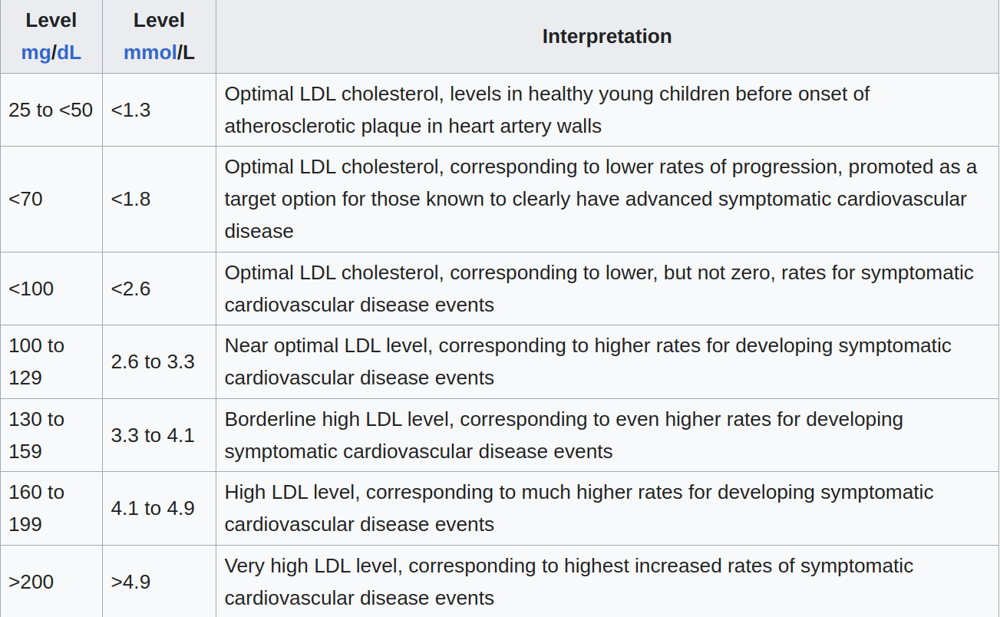 Level
mg/dL
Level
mmol/L
Interpretation
25 to <50
<1.3
Optimal LDL cholesterol, levels in healthy young children before onset of
atherosclerotic plaque in heart artery walls
<70
<1.8
Optimal LDL cholesterol, corresponding to lower rates of progression, promoted as a
target option for those known to clearly have advanced symptomatic cardiovascular
disease
<100
<2.6
Optimal LDL cholesterol, corresponding to lower, but not zero, rates for symptomatic
cardiovascular disease events
100 to
129
2.6 to 3.3
Near optimal LDL level, corresponding to higher rates for developing symptomatic
cardiovascular disease events
130 to
159
3.3 to 4.1
Borderline high LDL level, corresponding to even higher rates for developing
symptomatic cardiovascular disease events
160 to
199
4.1 to 4.9
High LDL level, corresponding to much higher rates for developing symptomatic
cardiovascular disease events
>200
>4.9
Very high LDL level, corresponding to highest increased rates of symptomatic
cardiovascular disease events